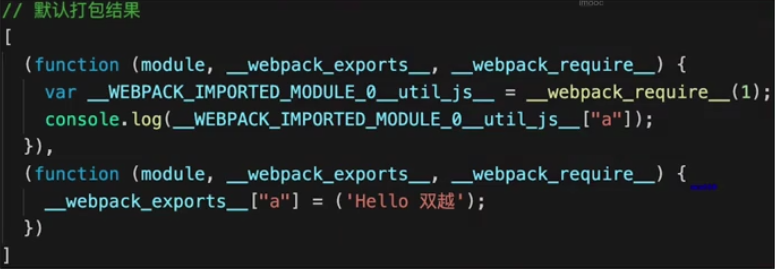 imooc
// 默认打包结果
[
  (function (module, __webpack_exports__, __webpack_require__) {
    var __WEBPACK_IMPORTED_MODULE_0__util_js__ = __webpack_require__(1);
    console.log(__WEBPACK_IMPORTED_MODULE_0__util_js__["a"]);
  }),
  (function (module, __webpack_exports__, __webpack_require__) {
    __webpack_exports__["a"] = ('Hello 双越');
  })
]